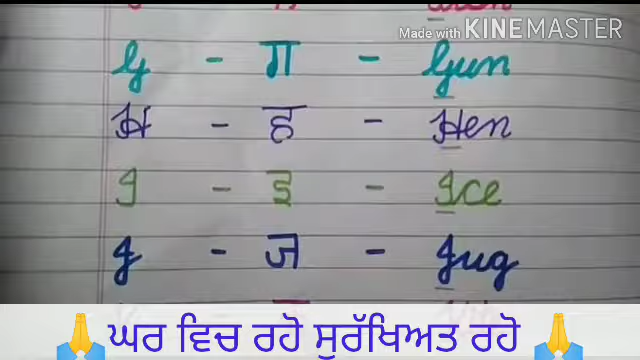 Made with KINEMASTER
G - ग - Gun
H - ह - Hen
I - इ - Ice
J - ज - Jug
🙏ਘਰ ਵਿਚ ਰਹੋ ਸੁਰੱਖਿਅਤ ਰਹੋ 🙏